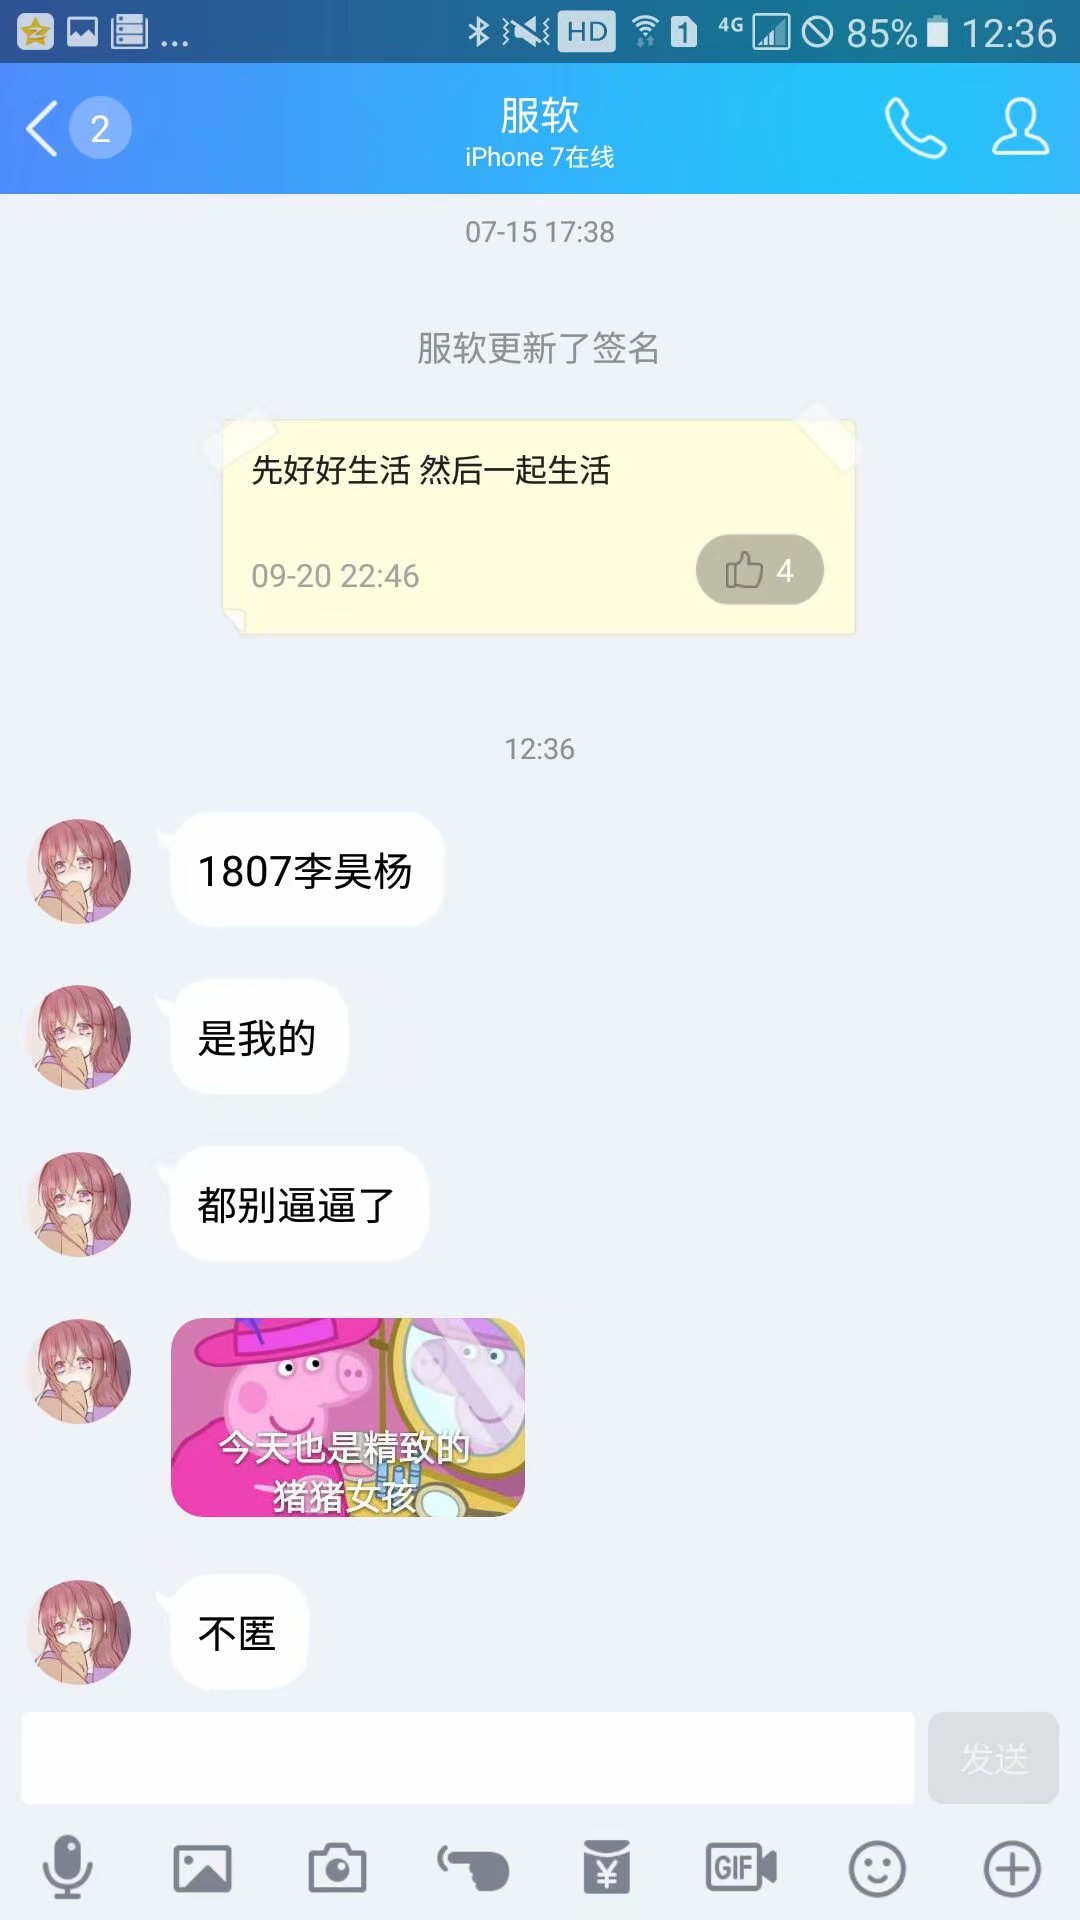 HD
1
4G
85%
12:36
2
服软
iPhone 7在线
07-15 17:38
服软更新了签名
先好好生活 然后一起生活
09-20 22:46
4
12:36
1807李昊杨
是我的
都别逼逼了
今天也是精致的
猪猪女孩
不匿
发送
GIF